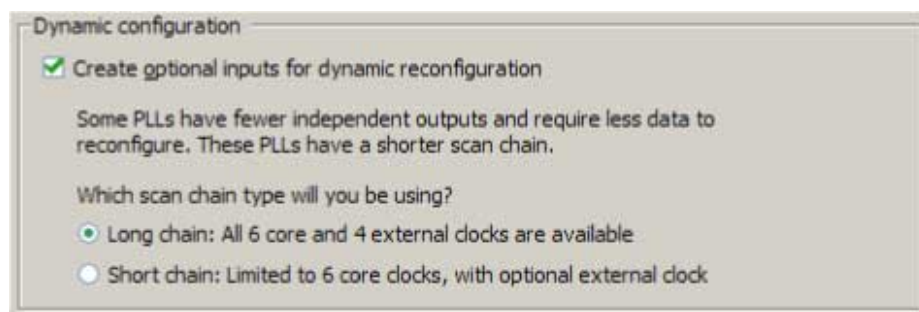 Dynamic configuration
Create optional inputs for dynamic reconfiguration
Some PLLs have fewer independent outputs and require less data to
reconfigure. These PLLs have a shorter scan chain.
Which scan chain type will you be using?
Long chain: All 6 core and 4 external clocks are available
Short chain: Limited to 6 core clocks, with optional external clock